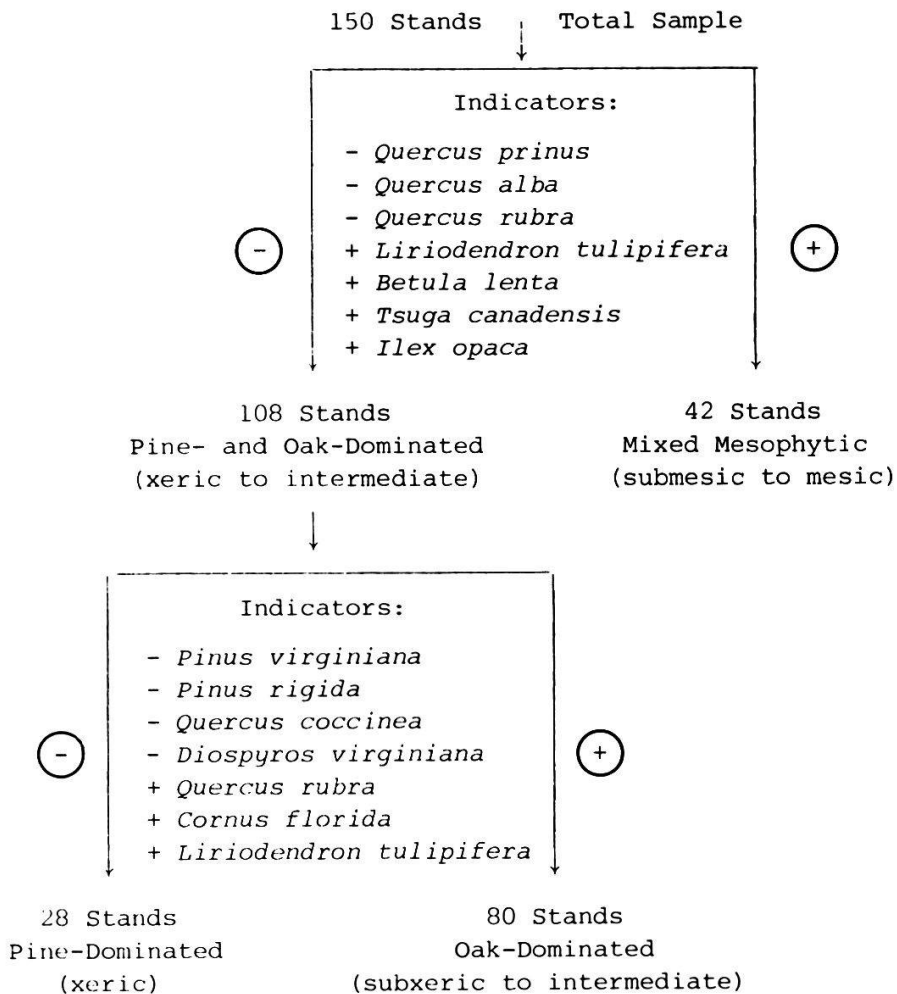 150 Stands Total Sample
Indicators:
- Quercus prinus
- Quercus alba
- Quercus rubra
+ Liriodendron tulipifera
+ Betula lenta
+ Tsuga canadensis
+ Ilex opaca
-
+
108 Stands
Pine- and Oak-Dominated
(xeric to intermediate)
42 Stands
Mixed Mesophytic
(submesic to mesic)
Indicators:
- Pinus virginiana
- Pinus rigida
- Quercus coccinea
- Diospyros virginiana
+ Quercus rubra
+ Cornus florida
+ Liriodendron tulipifera
-
+
28 Stands
Pine-Dominated
(xeric)
80 Stands
Oak-Dominated
(subxeric to intermediate)